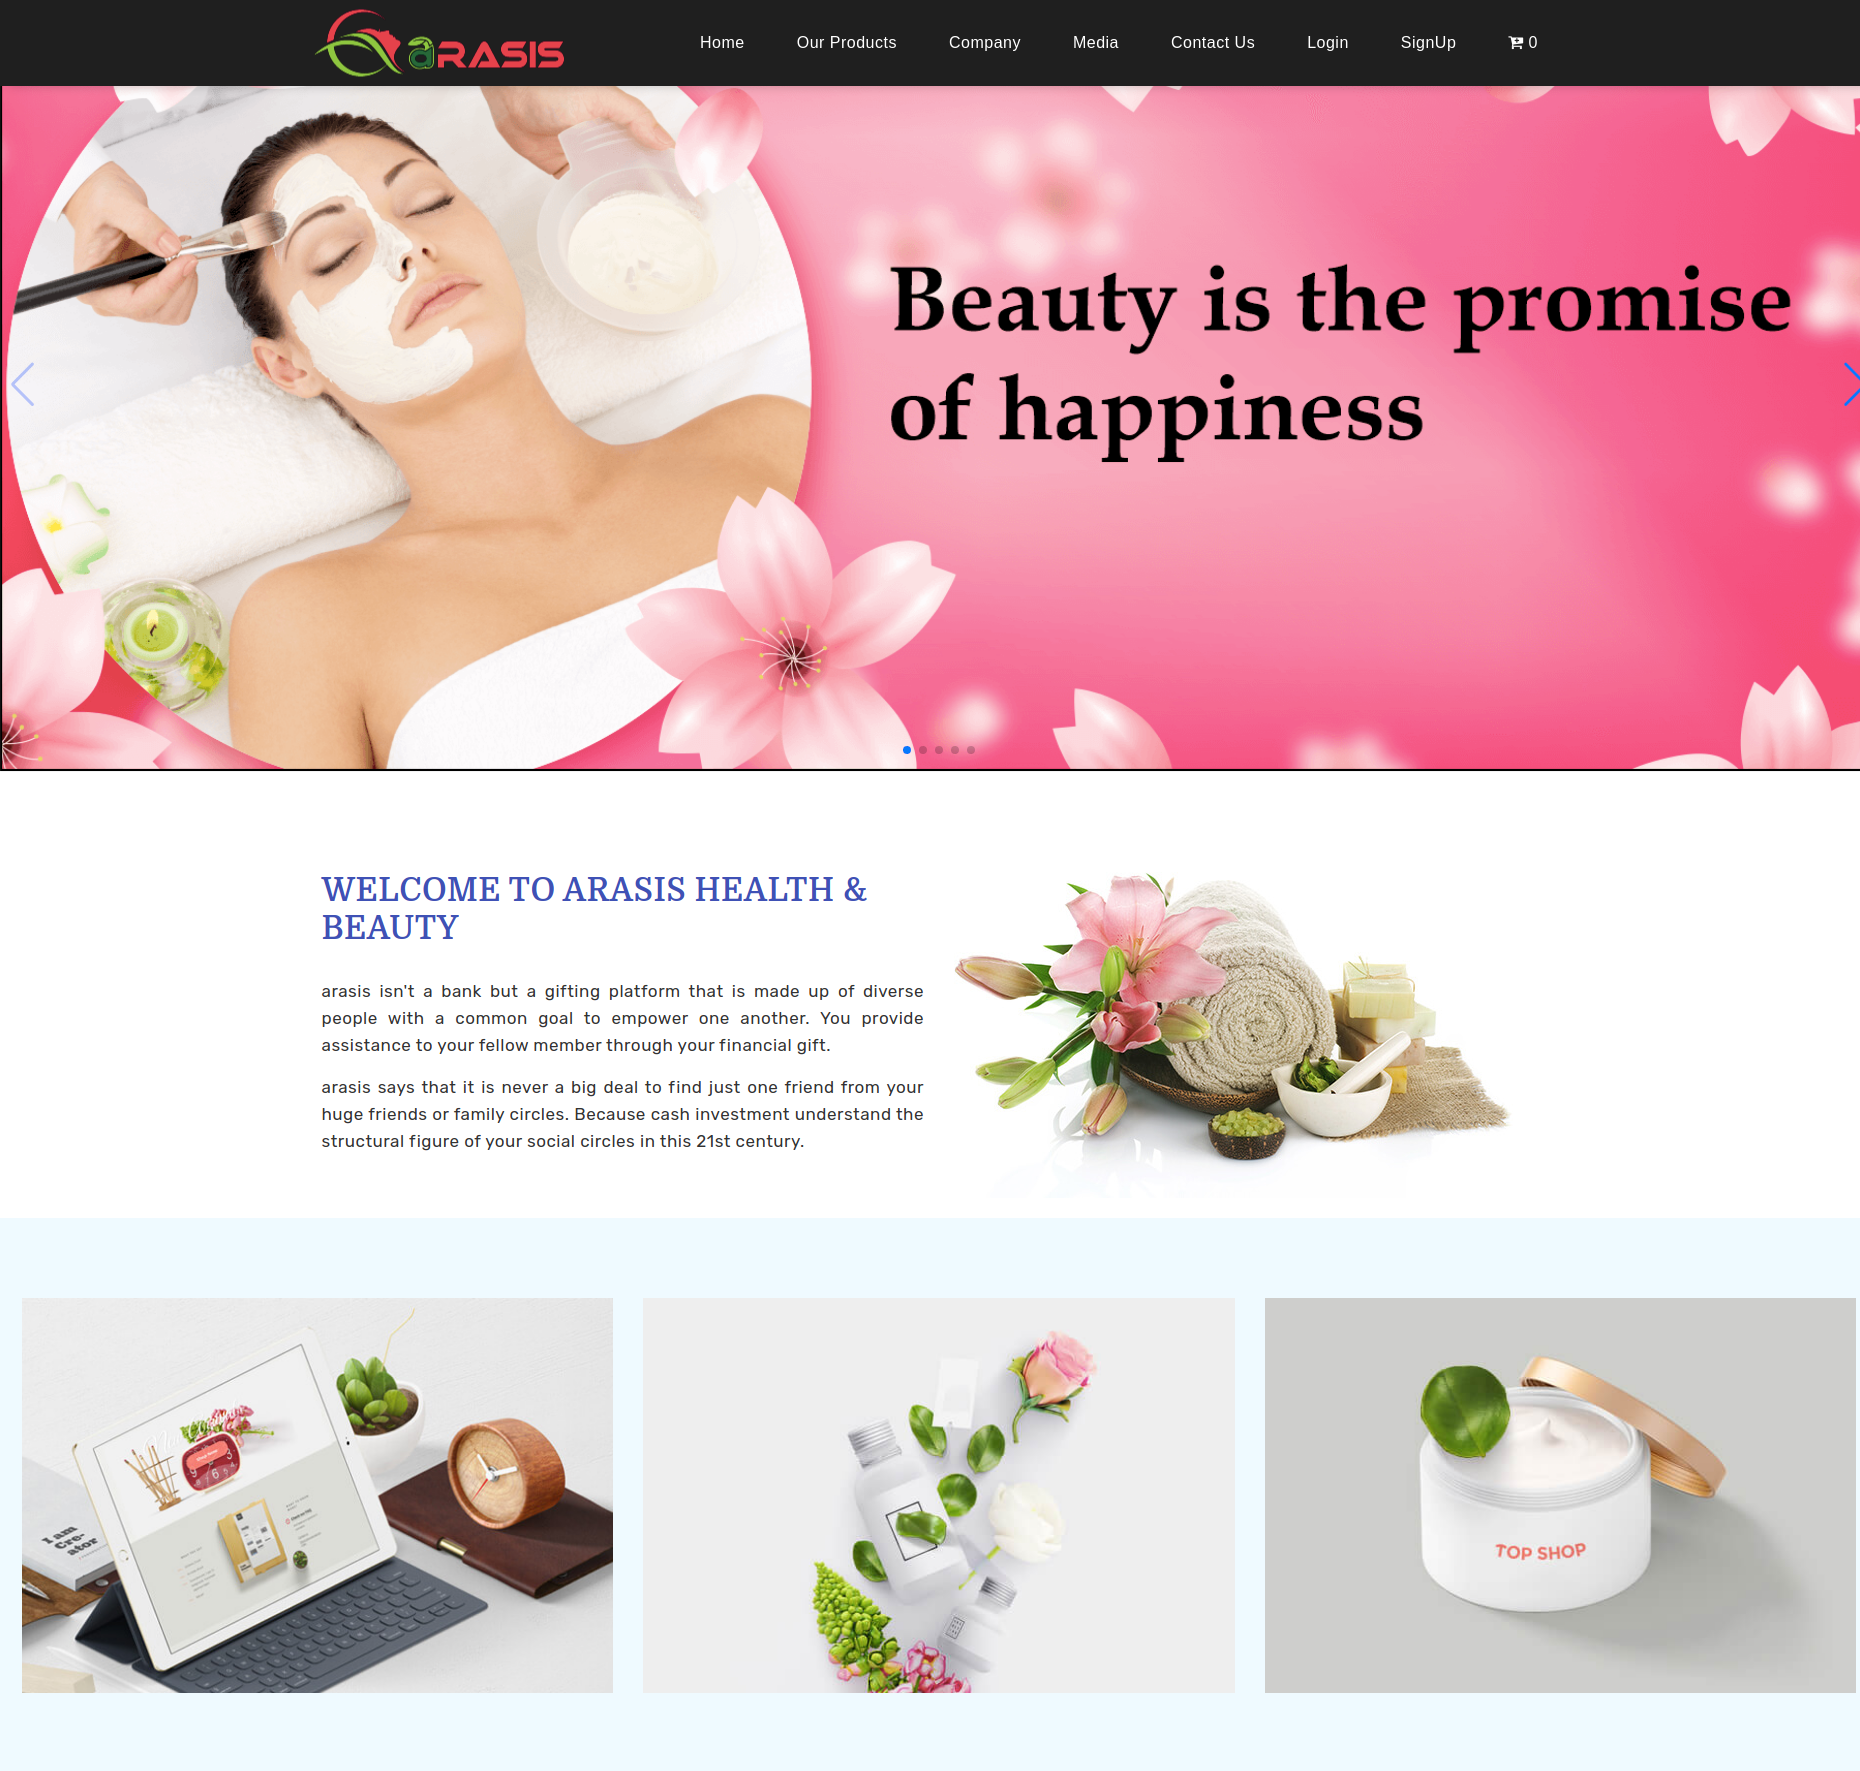 aRASIS
Home Our Products Company Media Contact Us Login SignUp 0
Beauty is the promise
of happiness
WELCOME TO ARASIS HEALTH &
BEAUTY
arasis isn't a bank but a gifting platform that is made up of diverse
people with a common goal to empower one another. You provide
assistance to your fellow member through your financial gift.
arasis says that it is never a big deal to find just one friend from your
huge friends or family circles. Because cash investment understand the
structural figure of your social circles in this 21st century.
I am
Cre-
ator
TOP SHOP